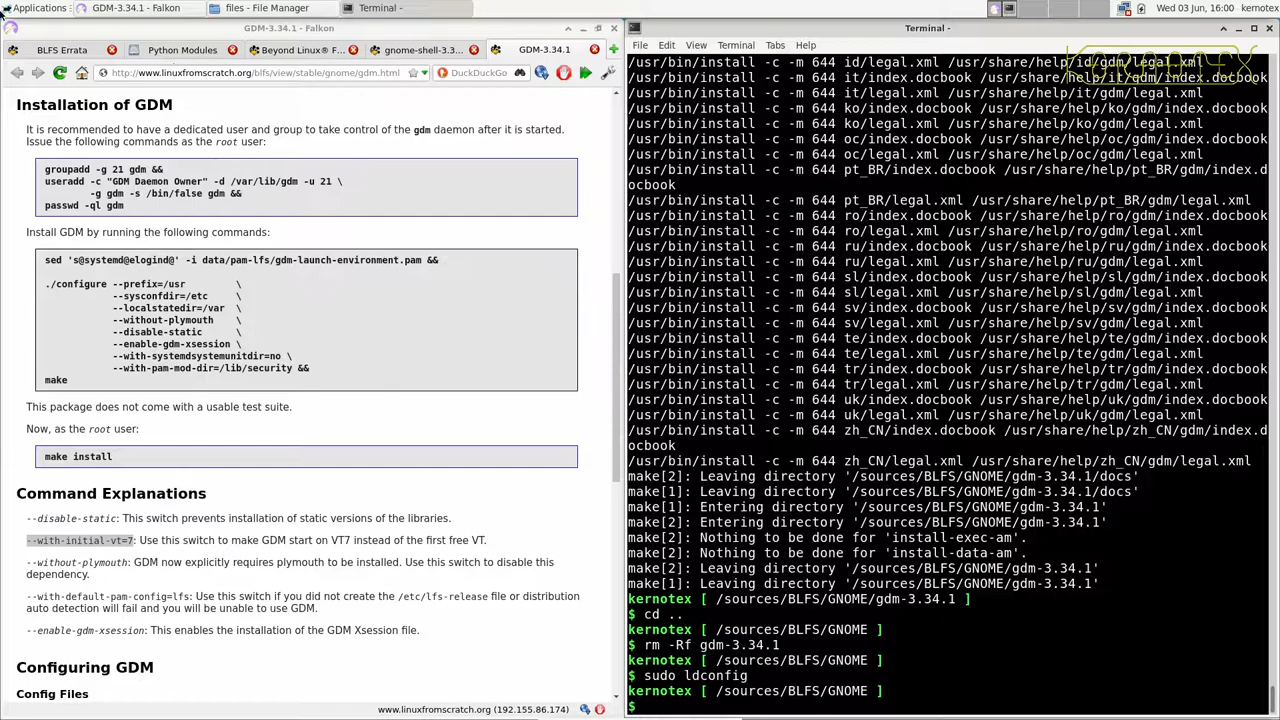 Applications
GDM-3.34.1 - Falkon
files - File Manager
Terminal -
Wed 03 Jun, 16:00
kernotex
GDM-3.34.1 - Falkon
BLFS Errata
Python Modules
Beyond Linux® F...
gnome-shell-3.3...
GDM-3.34.1
http://www.linuxfromscratch.org/blfs/view/stable/gnome/gdm.html
DuckDuckGo
Installation of GDM
It is recommended to have a dedicated user and group to take control of the gdm daemon after it is started.
Issue the following commands as the root user:
groupadd -g 21 gdm &&
useradd -c "GDM Daemon Owner" -d /var/lib/gdm -u 21 \
-g gdm -s /bin/false gdm &&
passwd -ql gdm
Install GDM by running the following commands:
sed 's@systemd@elogind@' -i data/pam-lfs/gdm-launch-environment.pam &&
./configure --prefix=/usr \
--sysconfdir=/etc \
--localstatedir=/var \
--without-plymouth \
--disable-static \
--enable-gdm-xsession \
--with-systemdsystemunitdir=no \
--with-pam-mod-dir=/lib/security &&
make
This package does not come with a usable test suite.
Now, as the root user:
make install
Command Explanations
--disable-static: This switch prevents installation of static versions of the libraries.
--with-initial-vt=7: Use this switch to make GDM start on VT7 instead of the first free VT.
--without-plymouth: GDM now explicitly requires plymouth to be installed. Use this switch to disable this
dependency.
--with-default-pam-config=lfs: Use this switch if you did not create the /etc/lfs-release file or distribution
auto detection will fail and you will be unable to use GDM.
--enable-gdm-xsession: This enables the installation of the GDM Xsession file.
Configuring GDM
Config Files
www.linuxfromscratch.org (192.155.86.174)
Terminal -
File Edit View Terminal Tabs Help
KERNOTEX
/usr/bin/install -c -m 644 id/legal.xml /usr/share/help/id/gdm/legal.xml
/usr/bin/install -c -m 644 it/index.docbook /usr/share/help/it/gdm/index.docbook
/usr/bin/install -c -m 644 it/legal.xml /usr/share/help/it/gdm/legal.xml
/usr/bin/install -c -m 644 ko/index.docbook /usr/share/help/ko/gdm/index.docbook
/usr/bin/install -c -m 644 ko/legal.xml /usr/share/help/ko/gdm/legal.xml
/usr/bin/install -c -m 644 oc/index.docbook /usr/share/help/oc/gdm/index.docbook
/usr/bin/install -c -m 644 oc/legal.xml /usr/share/help/oc/gdm/legal.xml
/usr/bin/install -c -m 644 pt_BR/index.docbook /usr/share/help/pt_BR/gdm/index.d
ocbook
/usr/bin/install -c -m 644 pt_BR/legal.xml /usr/share/help/pt_BR/gdm/legal.xml
/usr/bin/install -c -m 644 ro/index.docbook /usr/share/help/ro/gdm/index.docbook
/usr/bin/install -c -m 644 ro/legal.xml /usr/share/help/ro/gdm/legal.xml
/usr/bin/install -c -m 644 ru/index.docbook /usr/share/help/ru/gdm/index.docbook
/usr/bin/install -c -m 644 ru/legal.xml /usr/share/help/ru/gdm/legal.xml
/usr/bin/install -c -m 644 sl/index.docbook /usr/share/help/sl/gdm/index.docbook
/usr/bin/install -c -m 644 sl/legal.xml /usr/share/help/sl/gdm/legal.xml
/usr/bin/install -c -m 644 sv/index.docbook /usr/share/help/sv/gdm/index.docbook
/usr/bin/install -c -m 644 sv/legal.xml /usr/share/help/sv/gdm/legal.xml
/usr/bin/install -c -m 644 te/index.docbook /usr/share/help/te/gdm/index.docbook
/usr/bin/install -c -m 644 te/legal.xml /usr/share/help/te/gdm/legal.xml
/usr/bin/install -c -m 644 tr/index.docbook /usr/share/help/tr/gdm/index.docbook
/usr/bin/install -c -m 644 tr/legal.xml /usr/share/help/tr/gdm/legal.xml
/usr/bin/install -c -m 644 uk/index.docbook /usr/share/help/uk/gdm/index.docbook
/usr/bin/install -c -m 644 uk/legal.xml /usr/share/help/uk/gdm/legal.xml
/usr/bin/install -c -m 644 zh_CN/index.docbook /usr/share/help/zh_CN/gdm/index.d
ocbook
/usr/bin/install -c -m 644 zh_CN/legal.xml /usr/share/help/zh_CN/gdm/legal.xml
make[2]: Leaving directory '/sources/BLFS/GNOME/gdm-3.34.1/docs'
make[1]: Leaving directory '/sources/BLFS/GNOME/gdm-3.34.1/docs'
make[1]: Entering directory '/sources/BLFS/GNOME/gdm-3.34.1'
make[2]: Entering directory '/sources/BLFS/GNOME/gdm-3.34.1'
make[2]: Nothing to be done for 'install-exec-am'.
make[2]: Nothing to be done for 'install-data-am'.
make[2]: Leaving directory '/sources/BLFS/GNOME/gdm-3.34.1'
make[1]: Leaving directory '/sources/BLFS/GNOME/gdm-3.34.1'
kernotex [ /sources/BLFS/GNOME/gdm-3.34.1 ]
$ cd ..
kernotex [ /sources/BLFS/GNOME ]
$ rm -Rf gdm-3.34.1
kernotex [ /sources/BLFS/GNOME ]
$ sudo ldconfig
kernotex [ /sources/BLFS/GNOME ]
$